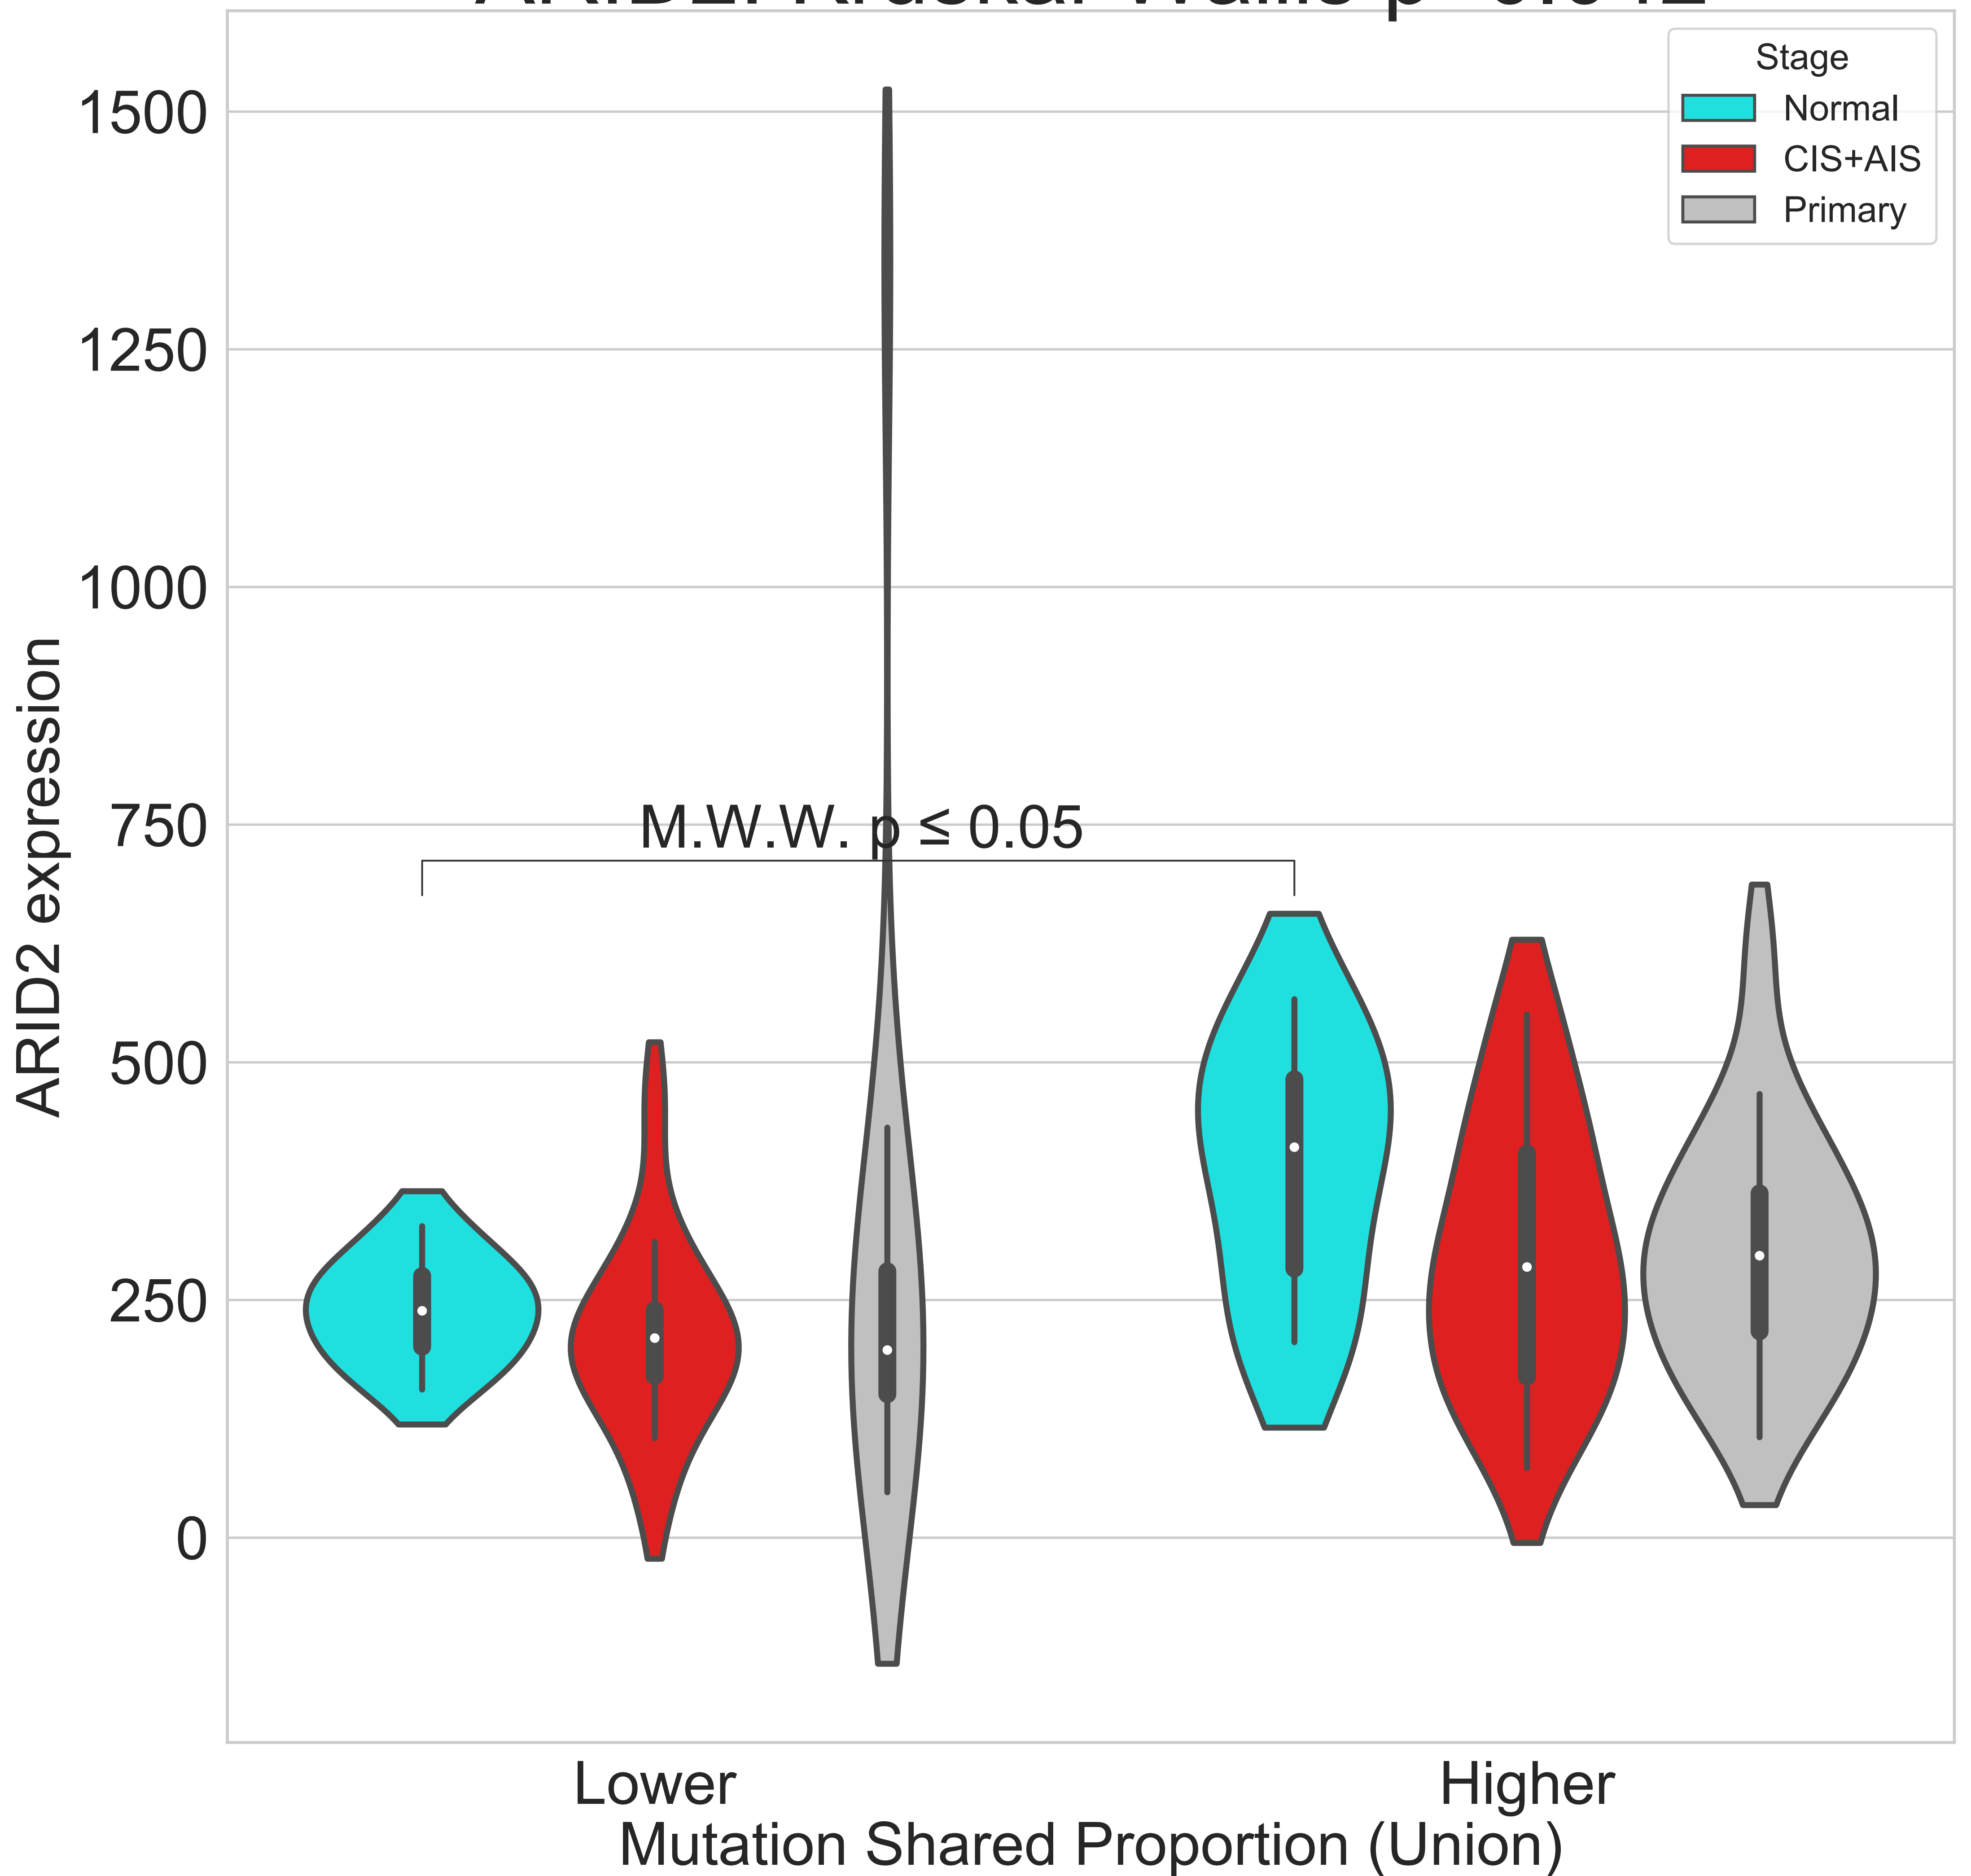 Stage
Normal
CIS+AIS
Primary
1500
1250
1000
750
500
250
0
ARID2 expression
M.W.W. p ≤ 0.05
Lower
Higher
Mutation Shared Proportion (Union)